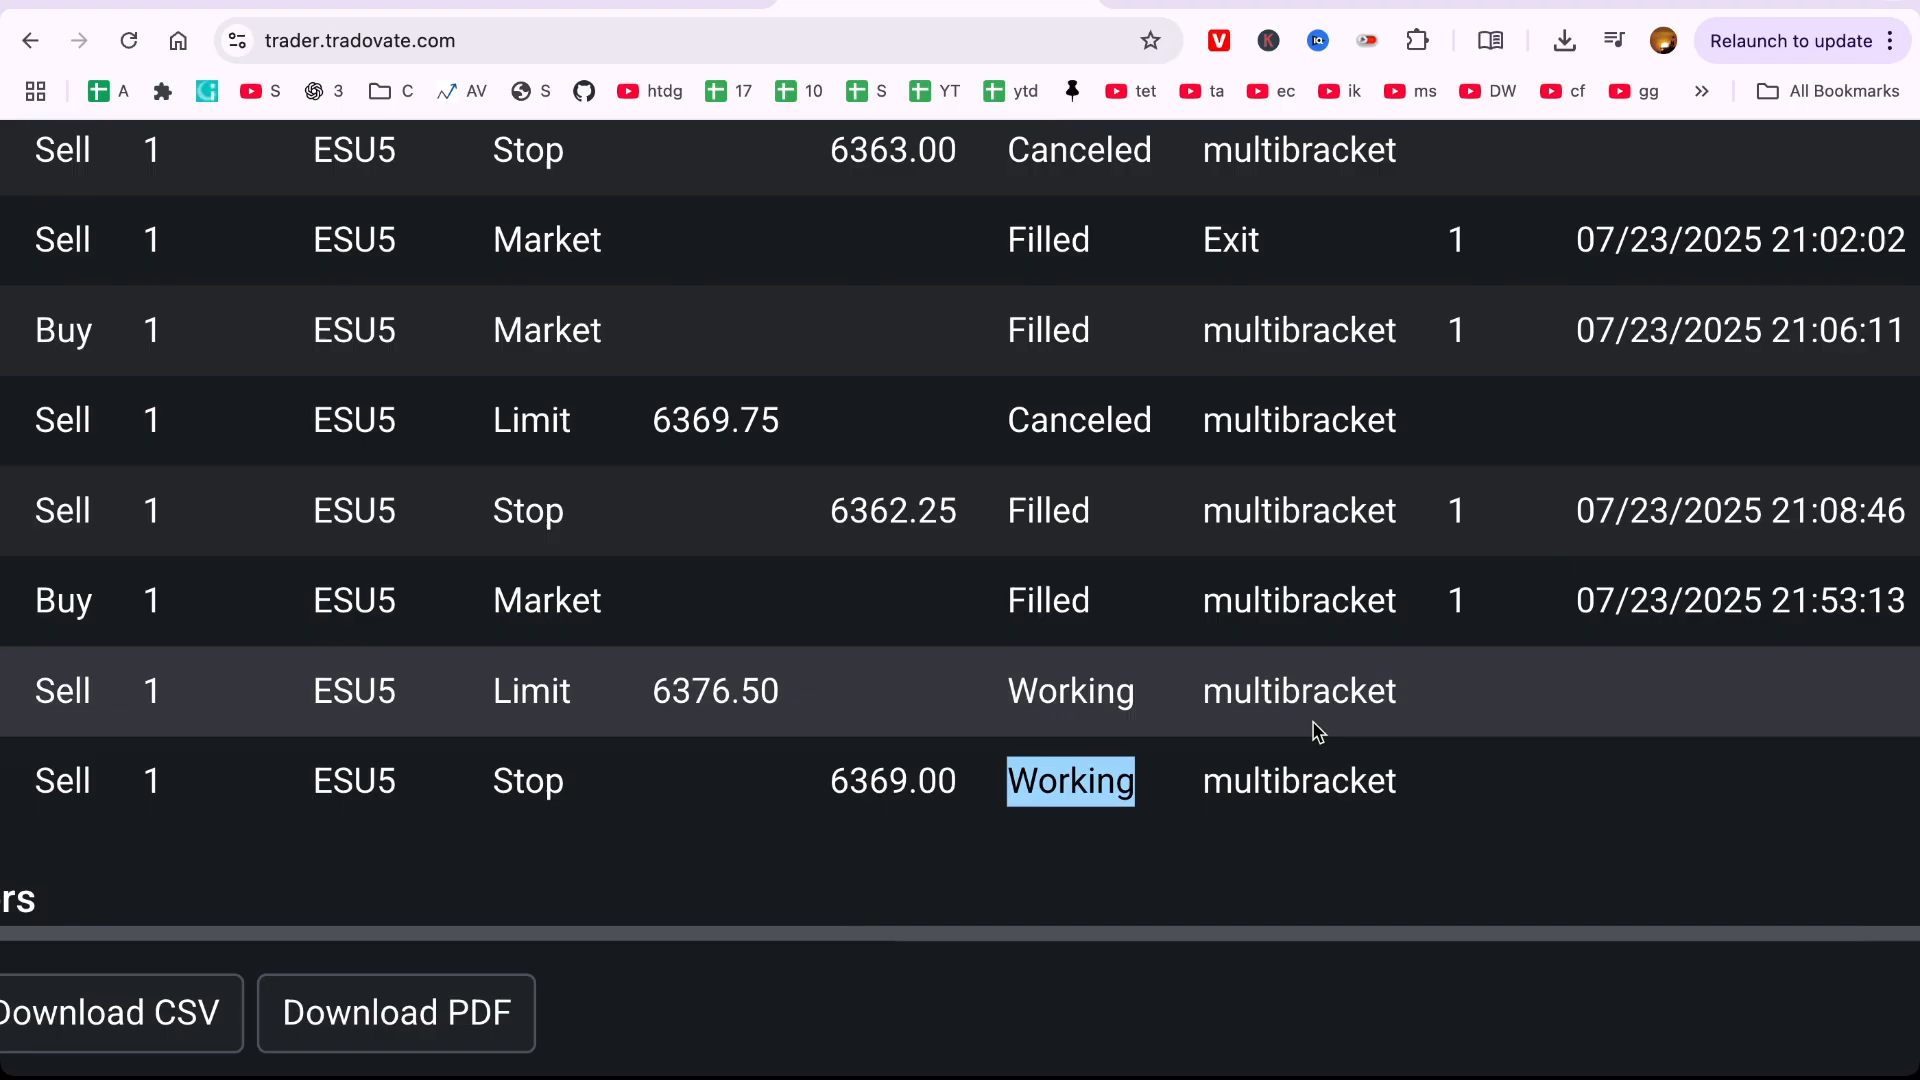 trader.tradovate.com
Relaunch to update
A S 3 C AV S htdg 17 10 S YT ytd tet ta ec ik ms DW cf gg » All Bookmarks
Sell 1 ESU5 Stop 6363.00 Canceled multibracket
Sell 1 ESU5 Market Filled Exit 1 07/23/2025 21:02:02
Buy 1 ESU5 Market Filled multibracket 1 07/23/2025 21:06:11
Sell 1 ESU5 Limit 6369.75 Canceled multibracket
Sell 1 ESU5 Stop 6362.25 Filled multibracket 1 07/23/2025 21:08:46
Buy 1 ESU5 Market Filled multibracket 1 07/23/2025 21:53:13
Sell 1 ESU5 Limit 6376.50 Working multibracket
Sell 1 ESU5 Stop 6369.00 Working multibracket
rs
Download CSV Download PDF